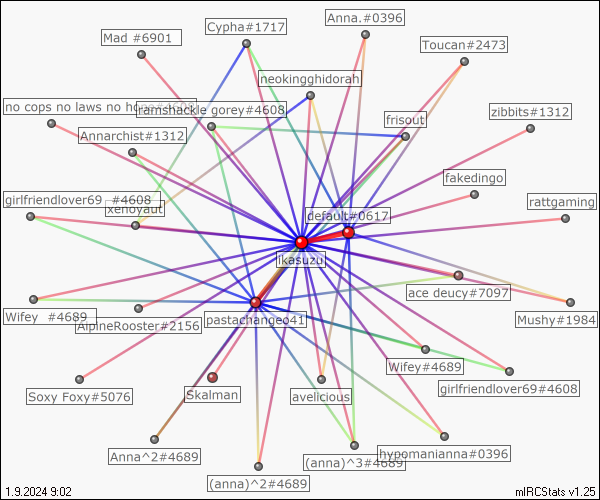 Anna.#0396
Cypha#1717
Mad #6901
Toucan#2473
neokingghidorah
no cops no laws no
ramshackle gorey#4608
zibbits#1312
frisout
Annarchist#1312
fakedingo
girlfriendlover69 #4608
rattgaming
xenoyaut
default#0617
ikasuzu
ace deucy#7097
Wifey #4689
pastachangeo41
Mushy#1984
AlpineRooster#2156
Wifey#4689
girlfriendlover69#4608
Soxy Foxy#5076
Skalman
avelicious
Anna^2#4689
hypomanianna#0396
(anna)^3#4689
(anna)^2#4689
1.9.2024 9:02
mIRCStats v1.25